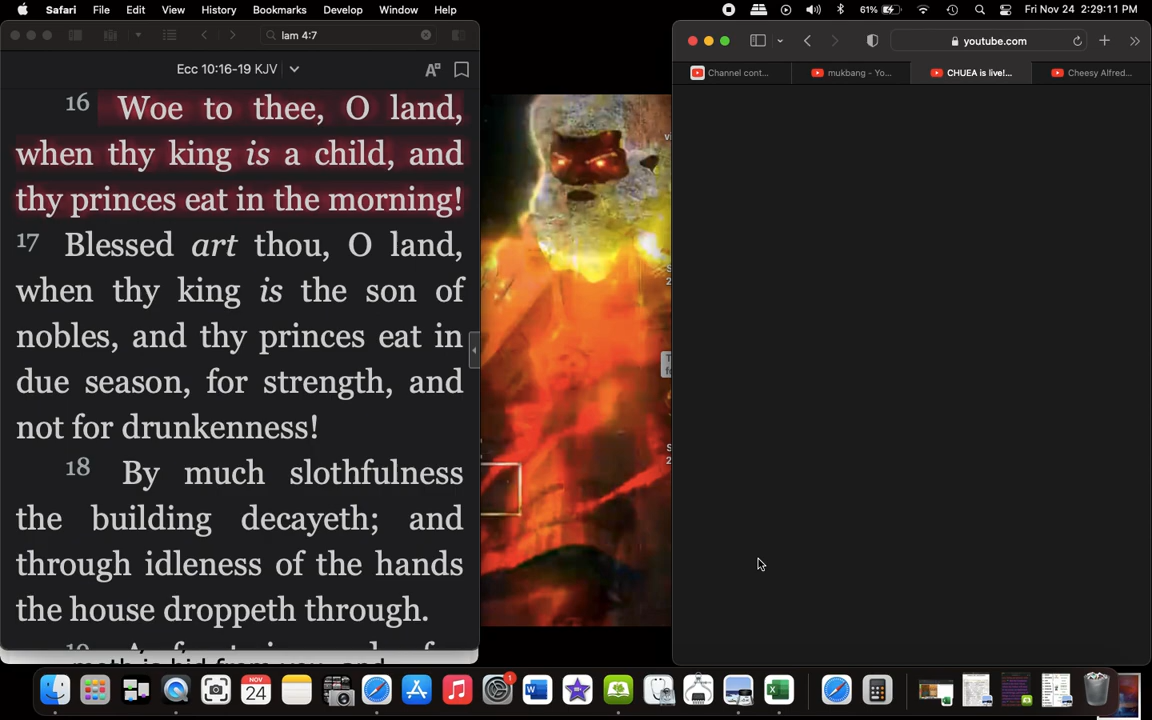 Safari File Edit View History Bookmarks Develop Window Help
61% Fri Nov 24 2:29:11 PM
lam 4:7
youtube.com
Ecc 10:16-19 KJV
Channel cont...
mukbang - Yo...
CHUEA is live!...
Cheesy Alfred...
16 Woe to thee, O land,
when thy king is a child, and
thy princes eat in the morning!
17 Blessed art thou, O land,
when thy king is the son of
nobles, and thy princes eat in
due season, for strength, and
not for drunkenness!
18 By much slothfulness
the building decayeth; and
through idleness of the hands
the house droppeth through.
NOV
24
1